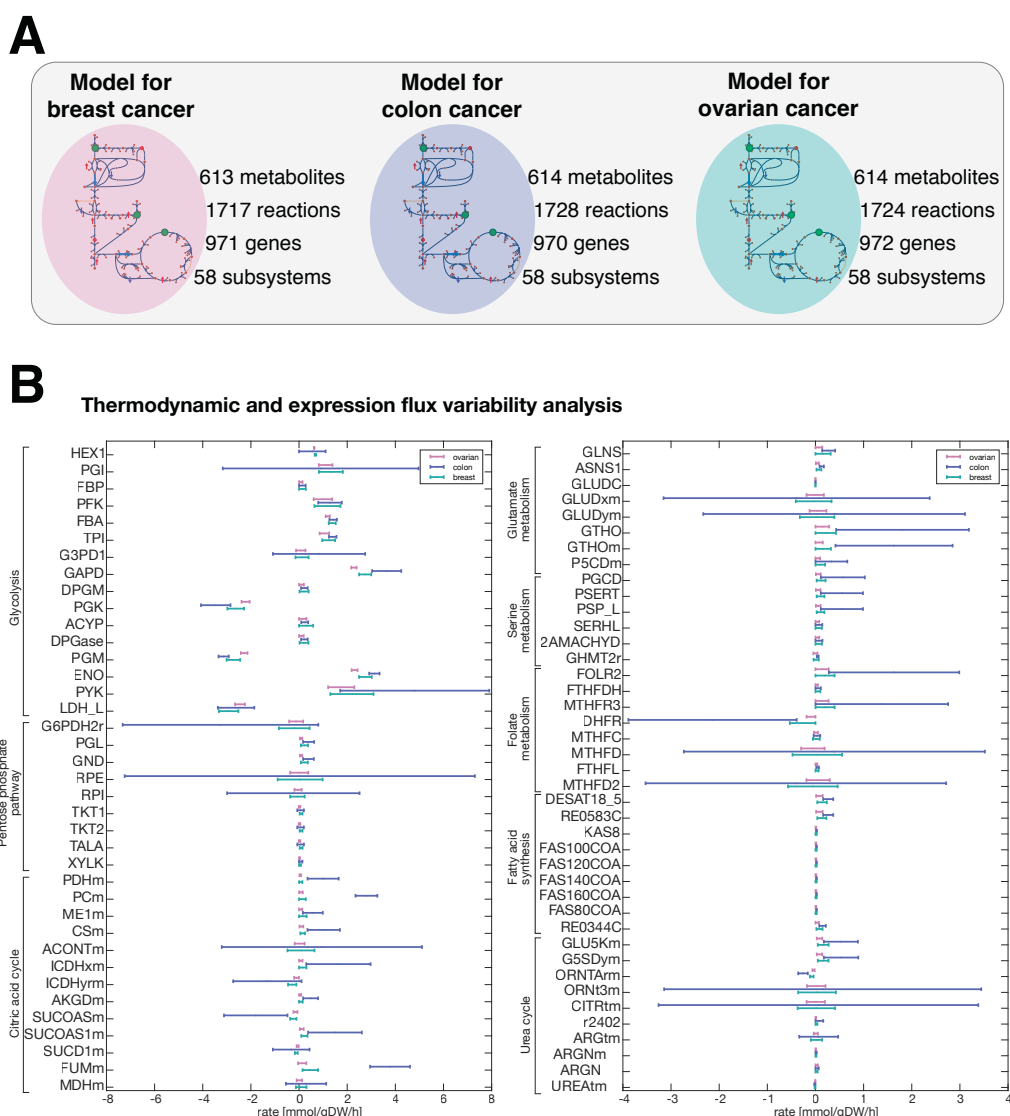 A
Model for
breast cancer
613 metabolites
1717 reactions
971 genes
58 subsystems
Model for
colon cancer
614 metabolites
1728 reactions
970 genes
58 subsystems
Model for
ovarian cancer
614 metabolites
1724 reactions
972 genes
58 subsystems
B
Thermodynamic and expression flux variability analysis
Glycolysis
HEX1
PGI
FBP
PFK
FBA
TPI
G3PD1
GAPD
DPGM
PGK
ACYP
DPGase
PGM
ENO
PYK
LDH_L
Pentose phosphate
pathway
G6PDH2r
PGL
GND
RPE
RPI
TKT1
TKT2
TALA
XYLK
Citric acid cycle
PDHm
PCm
ME1m
CSm
ACONTm
ICDHxm
ICDHyrm
AKGDm
SUCOASm
SUCOAS1m
SUCD1m
FUMm
MDHm
ovarian
colon
breast
-8 -6 -4 -2 0 2 4 6 8
rate [mmol/gDW/h]
Glutamate
metabolism
GLNS
ASNS1
GLUDC
GLUDxm
GLUDym
GTHO
GTHOm
P5CDm
Serine
metabolism
PGCD
PSERT
PSP_L
SERHL
2AMACHYD
GHMT2r
Folate
metabolism
FOLR2
FTHFDH
MTHFR3
DHFR
MTHFC
MTHFD
FTHFL
MTHFD2
Fatty acid
synthesis
DESAT18_5
RE0583C
KAS8
FAS100COA
FAS120COA
FAS140COA
FAS160COA
FAS80COA
RE0344C
Urea cycle
GLU5Km
G5SDym
ORNTArm
ORNt3m
CITRtm
r2402
ARGtm
ARGNm
ARGN
UREAtm
ovarian
colon
breast
-4 -3 -2 -1 0 1 2 3 4
rate [mmol/gDW/h]